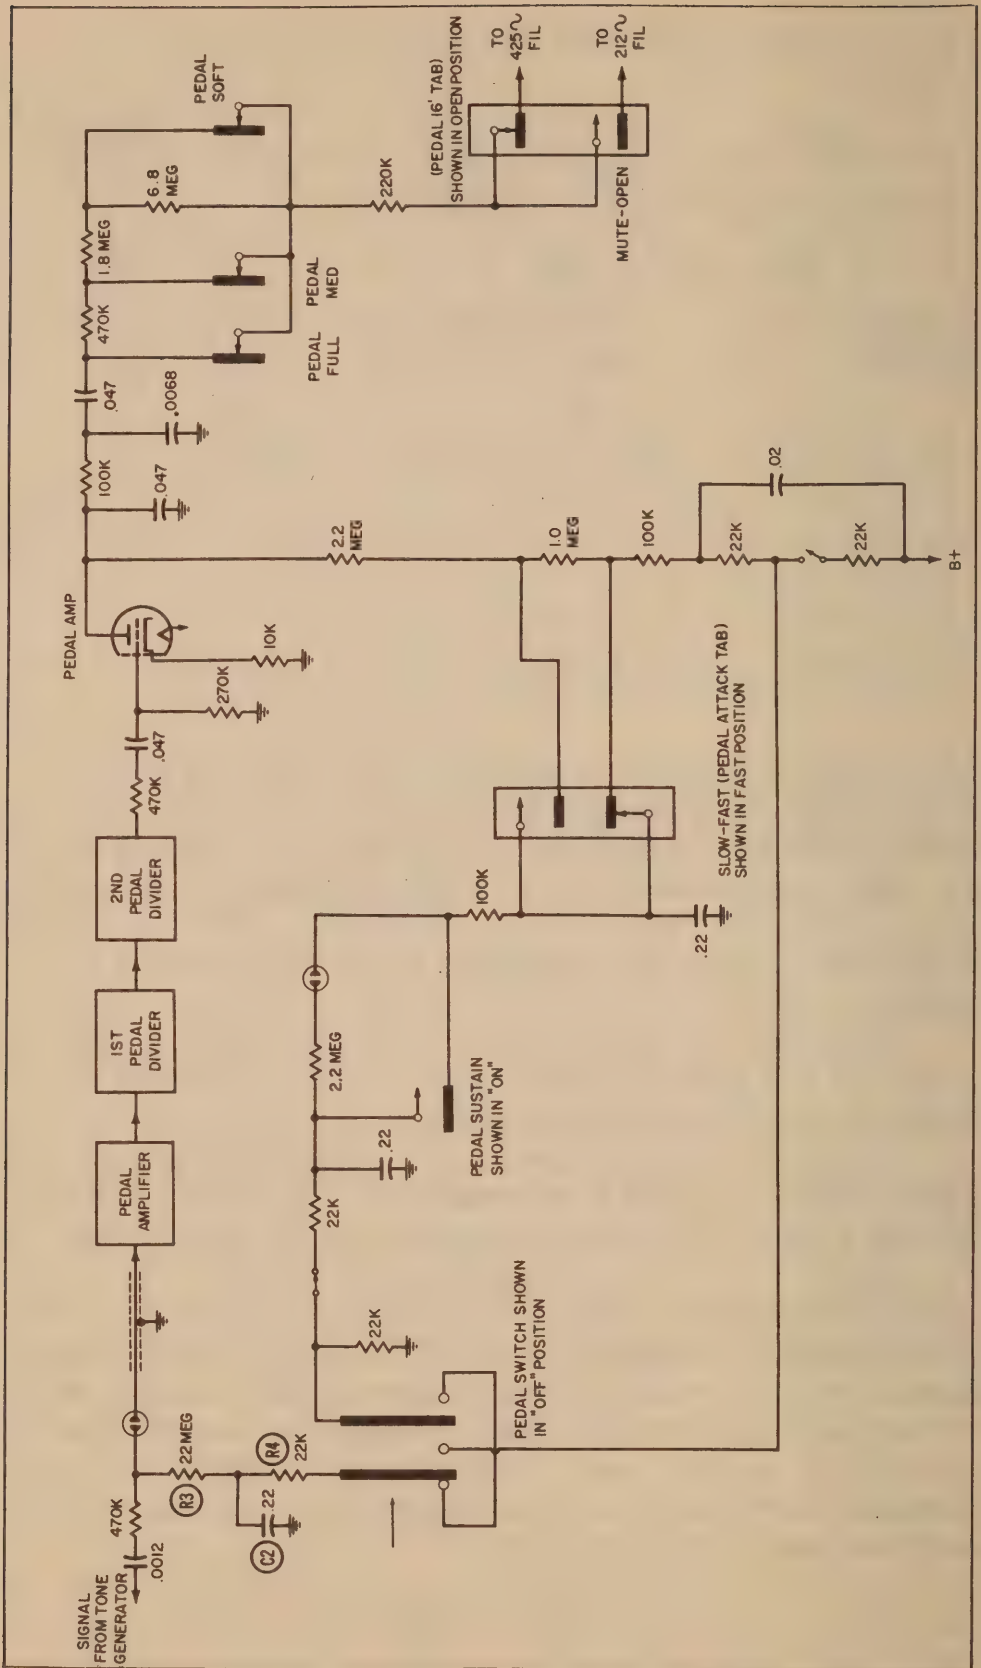 SIGNAL
FROM TONE
GENERATOR
.0012
470K
22 MEG
R3
C2
.22
R4
22K
PEDAL
AMPLIFIER
1ST
PEDAL
DIVIDER
2ND
PEDAL
DIVIDER
470K
.047
270K
10K
PEDAL AMP
.047
100K
.0068
.047
470K
1.8 MEG
6.8
MEG
PEDAL
FULL
PEDAL
MED
PEDAL
SOFT
220K
(PEDAL 16' TAB)
SHOWN IN OPEN POSITION
TO
425∿
FIL
TO
212∿
FIL
MUTE-OPEN
2.2
MEG
1.0
MEG
100K
22K
.02
22K
B+
SLOW-FAST (PEDAL ATTACK TAB)
SHOWN IN FAST POSITION
100K
.22
2.2 MEG
PEDAL SUSTAIN
SHOWN IN "ON"
.22
22K
22K
PEDAL SWITCH SHOWN
IN "OFF" POSITION